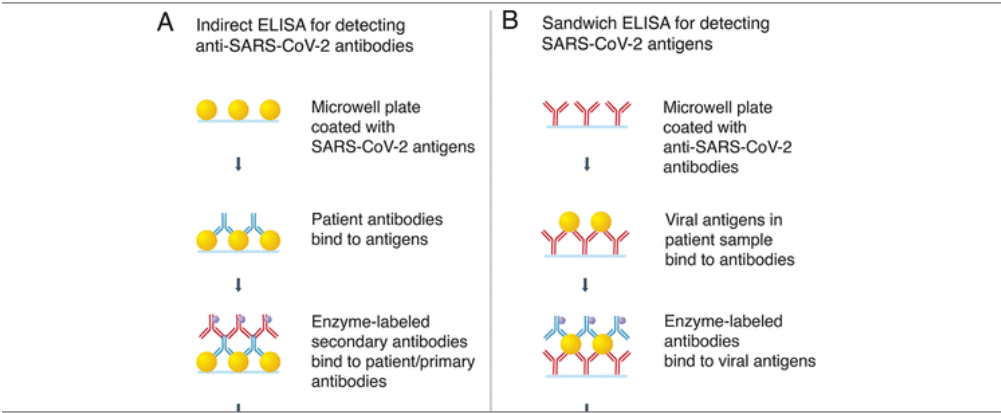 A
Indirect ELISA for detecting
anti-SARS-CoV-2 antibodies
Microwell plate
coated with
SARS-CoV-2 antigens
Patient antibodies
bind to antigens
Enzyme-labeled
secondary antibodies
bind to patient/primary
antibodies
B
Sandwich ELISA for detecting
SARS-CoV-2 antigens
Microwell plate
coated with
anti-SARS-CoV-2
antibodies
Viral antigens in
patient sample
bind to antibodies
Enzyme-labeled
antibodies
bind to viral antigens